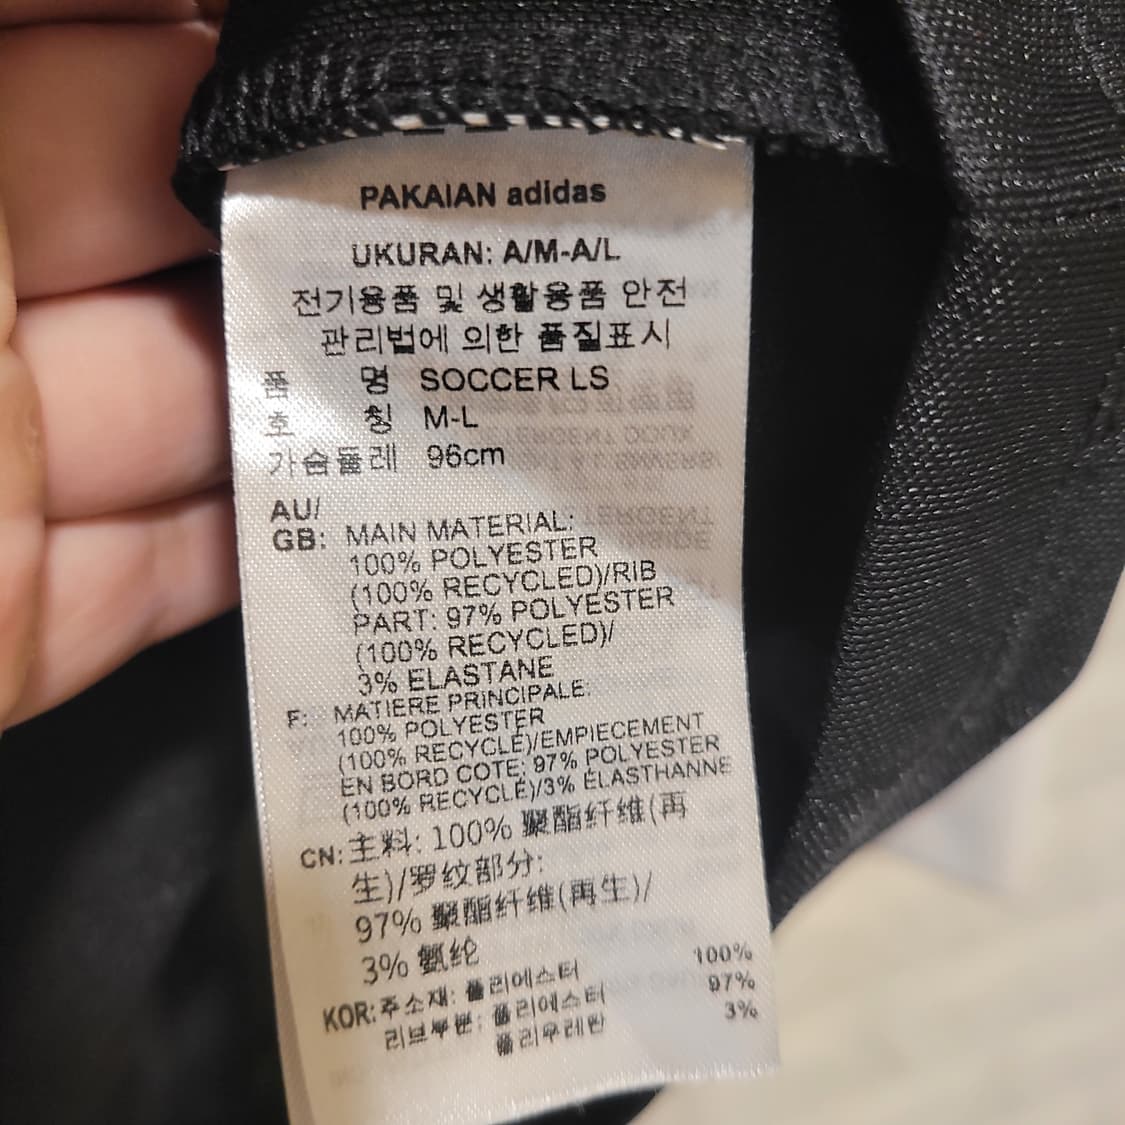 PAKAIAN adidas
UKURAN: A/M-A/L
전기용품 및 생활용품 안전
관리법에 의한 품질표시
품 명 SOCCER LS
호 칭 M-L
가슴둘레 96cm
AU/
GB: MAIN MATERIAL:
100% POLYESTER
(100% RECYCLED)/RIB
PART: 97% POLYESTER
(100% RECYCLED)/
3% ELASTANE
F: MATIERE PRINCIPALE:
100% POLYESTER
(100% RECYCLÉ)/EMPIECEMENT
EN BORD COTE: 97% POLYESTER
(100% RECYCLÉ)/3% ÉLASTHANNE
CN: 主料: 100% 聚酯纤维(再
生)/罗纹部分:
97% 聚酯纤维(再生)/
3% 氨纶
KOR: 주소재: 폴리에스터 100%
리브부분: 폴리에스터 97%
폴리우레탄 3%